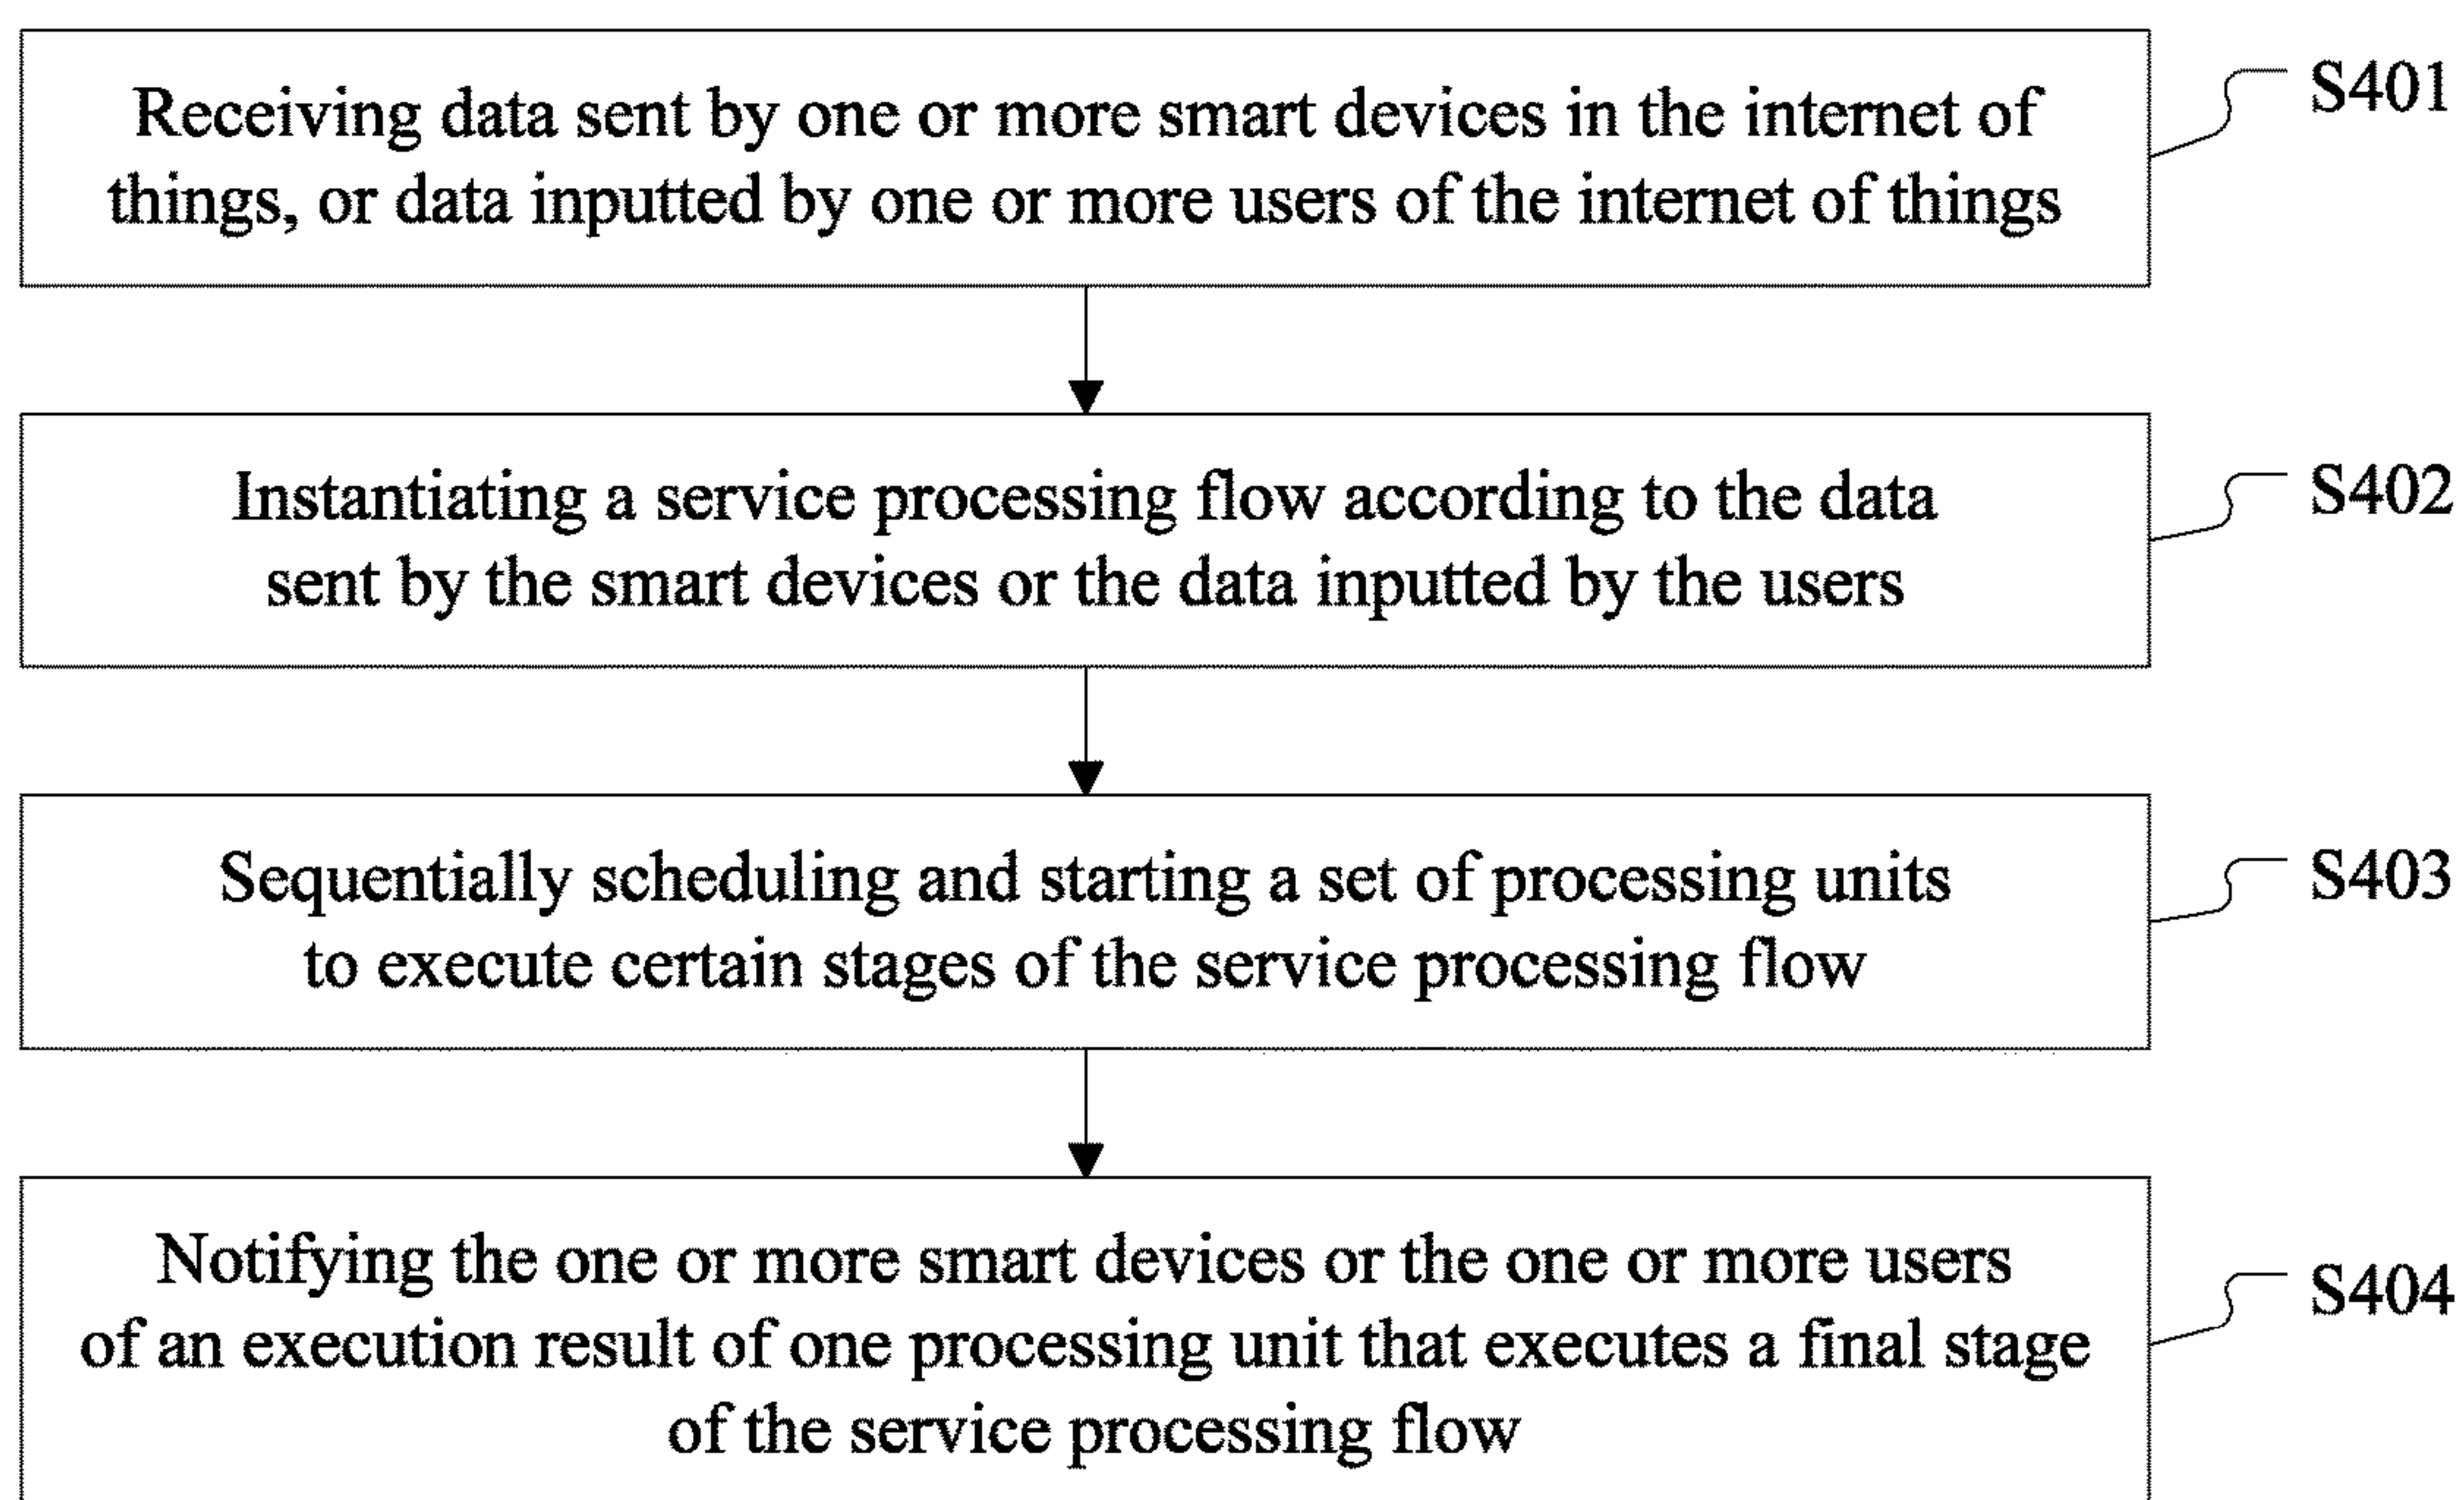 Receiving data sent by one or more smart devices in the internet of
things, or data inputted by one or more users of the internet of things
S401
Instantiating a service processing flow according to the data
sent by the smart devices or the data inputted by the users
S402
Sequentially scheduling and starting a set of processing units
to execute certain stages of the service processing flow
S403
Notifying the one or more smart devices or the one or more users
of an execution result of one processing unit that executes a final stage
of the service processing flow
S404